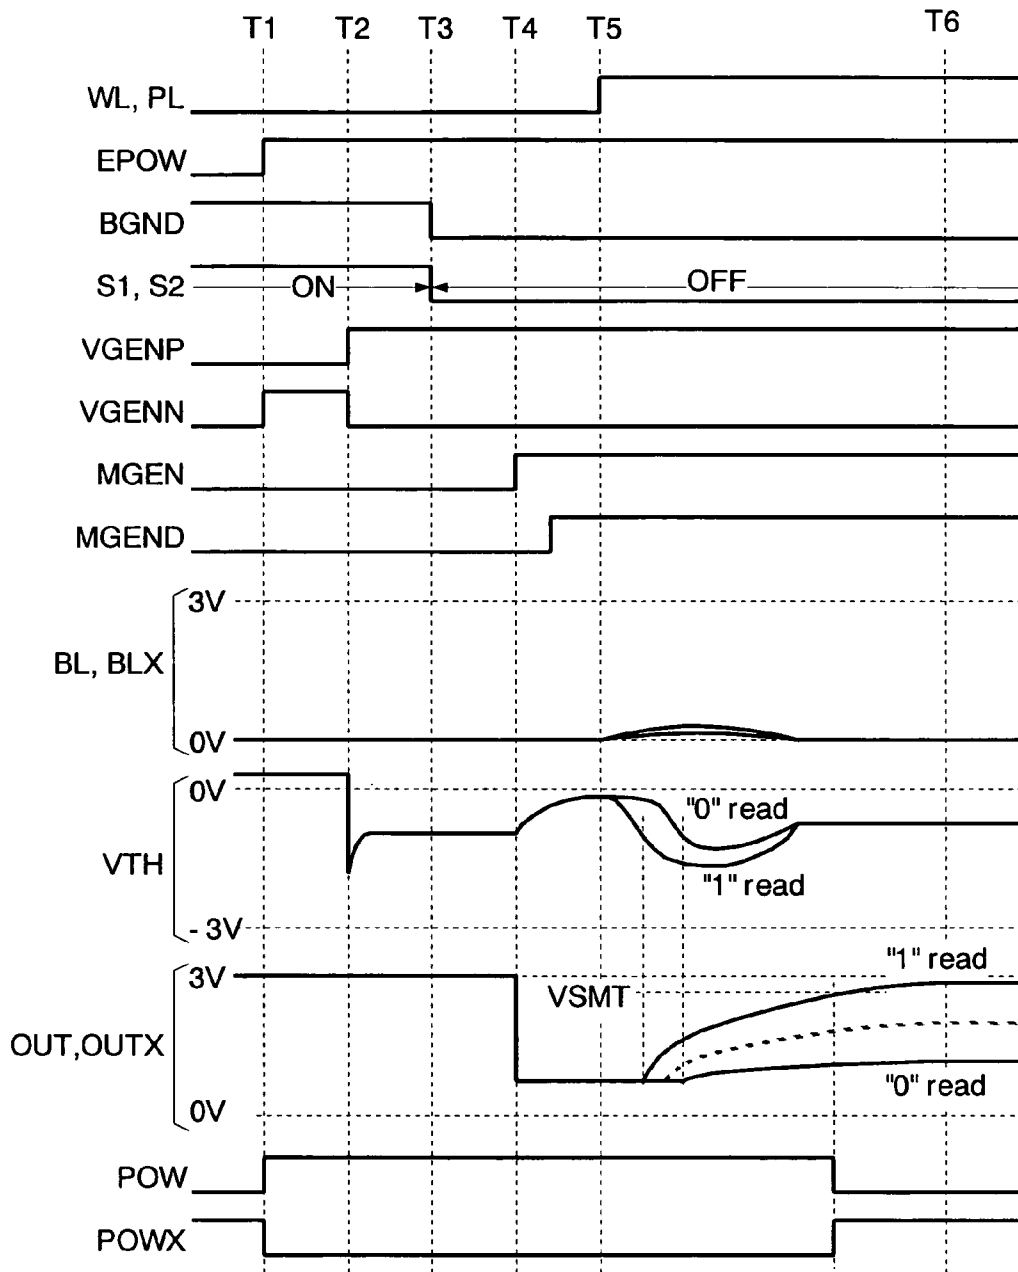 T1 T2 T3 T4 T5 T6
WL, PL
EPOW
BGND
S1, S2 ON OFF
VGENP
VGENN
MGEN
MGEND
3V
BL, BLX
0V
0V
"0" read
VTH
"1" read
- 3V
"1" read
3V
VSMT
OUT,OUTX
"0" read
0V
POW
POWX